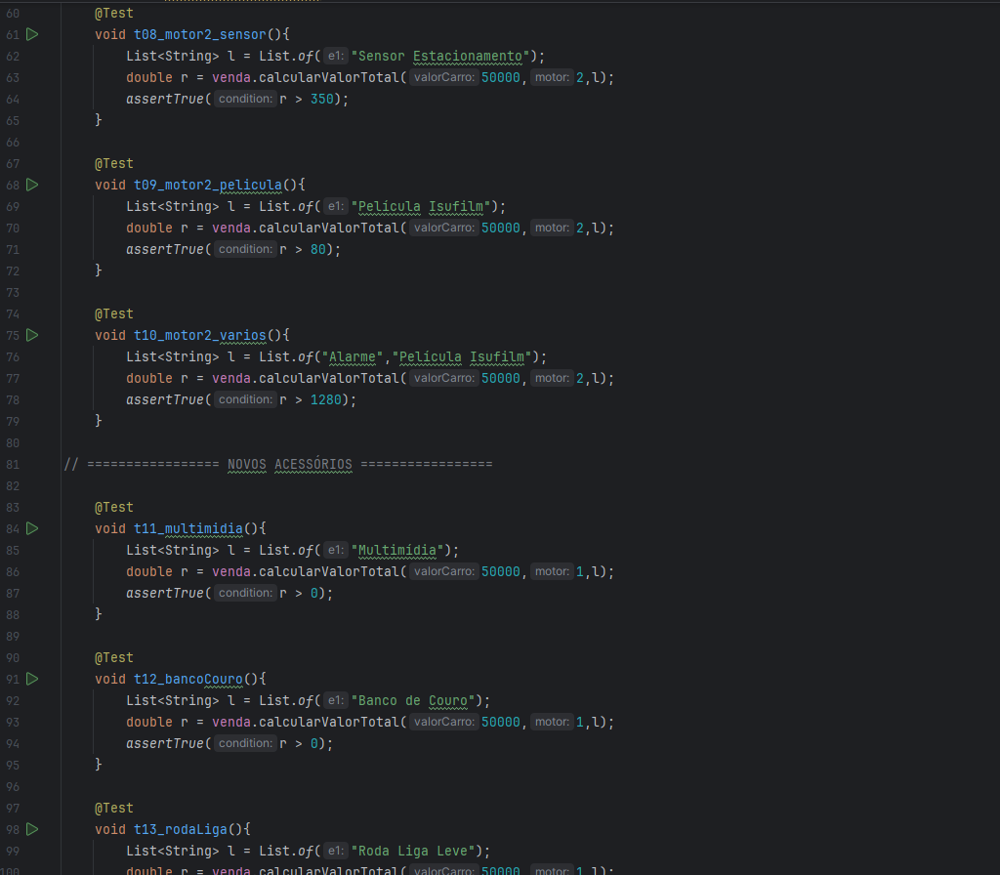 60 @Test
61 void t08_motor2_sensor(){
62 List<String> l = List.of( e1: "Sensor Estacionamento");
63 double r = venda.calcularValorTotal( valorCarro: 50000, motor: 2,l);
64 assertTrue( condition: r > 350);
65 }
66
67 @Test
68 void t09_motor2_pelicula(){
69 List<String> l = List.of( e1: "Película Isufilm");
70 double r = venda.calcularValorTotal( valorCarro: 50000, motor: 2,l);
71 assertTrue( condition: r > 80);
72 }
73
74 @Test
75 void t10_motor2_varios(){
76 List<String> l = List.of("Alarme","Película Isufilm");
77 double r = venda.calcularValorTotal( valorCarro: 50000, motor: 2,l);
78 assertTrue( condition: r > 1280);
79 }
80
81 // ================= NOVOS ACESSÓRIOS =================
82
83 @Test
84 void t11_multimidia(){
85 List<String> l = List.of( e1: "Multimídia");
86 double r = venda.calcularValorTotal( valorCarro: 50000, motor: 1,l);
87 assertTrue( condition: r > 0);
88 }
89
90 @Test
91 void t12_bancoCouro(){
92 List<String> l = List.of( e1: "Banco de Couro");
93 double r = venda.calcularValorTotal( valorCarro: 50000, motor: 1,l);
94 assertTrue( condition: r > 0);
95 }
96
97 @Test
98 void t13_rodaLiga(){
99 List<String> l = List.of( e1: "Roda Liga Leve");
100 double r = venda.calcularValorTotal( valorCarro: 50000, motor: 1,l);